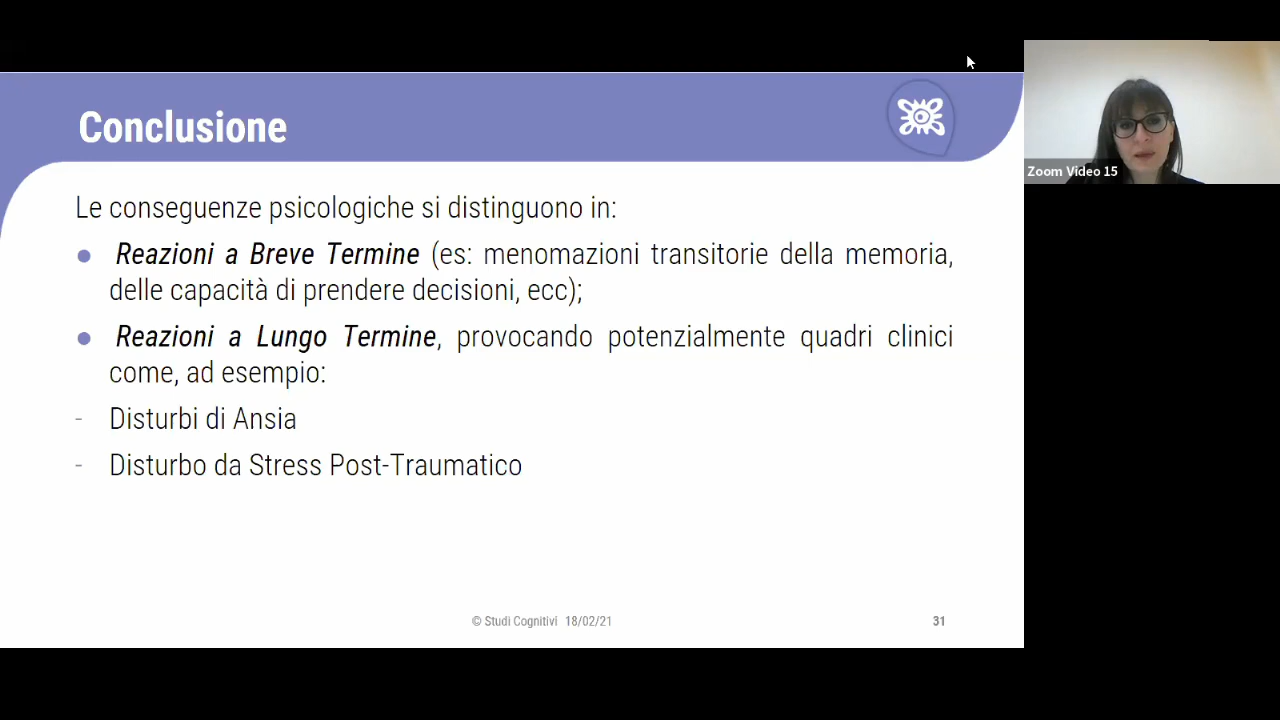 Conclusione
Zoom Video 15
Le conseguenze psicologiche si distinguono in:
● Reazioni a Breve Termine (es: menomazioni transitorie della memoria,
delle capacità di prendere decisioni, ecc);
● Reazioni a Lungo Termine, provocando potenzialmente quadri clinici
come, ad esempio:
- Disturbi di Ansia
- Disturbo da Stress Post-Traumatico
© Studi Cognitivi 18/02/21
31